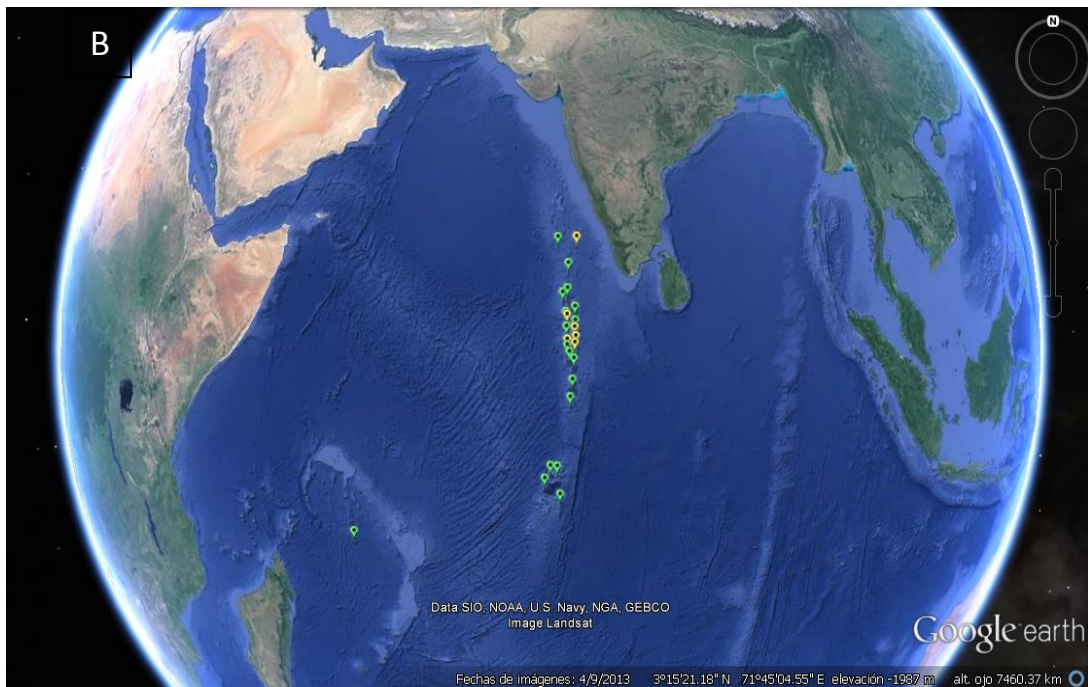 B
N
Data SIO, NOAA, U.S. Navy, NGA, GEBCO
Image Landsat
Google earth
Fechas de imágenes: 4/9/2013 3°15'21.18" N 71°45'04.55" E elevación -1987 m alt. ojo 7460.37 km